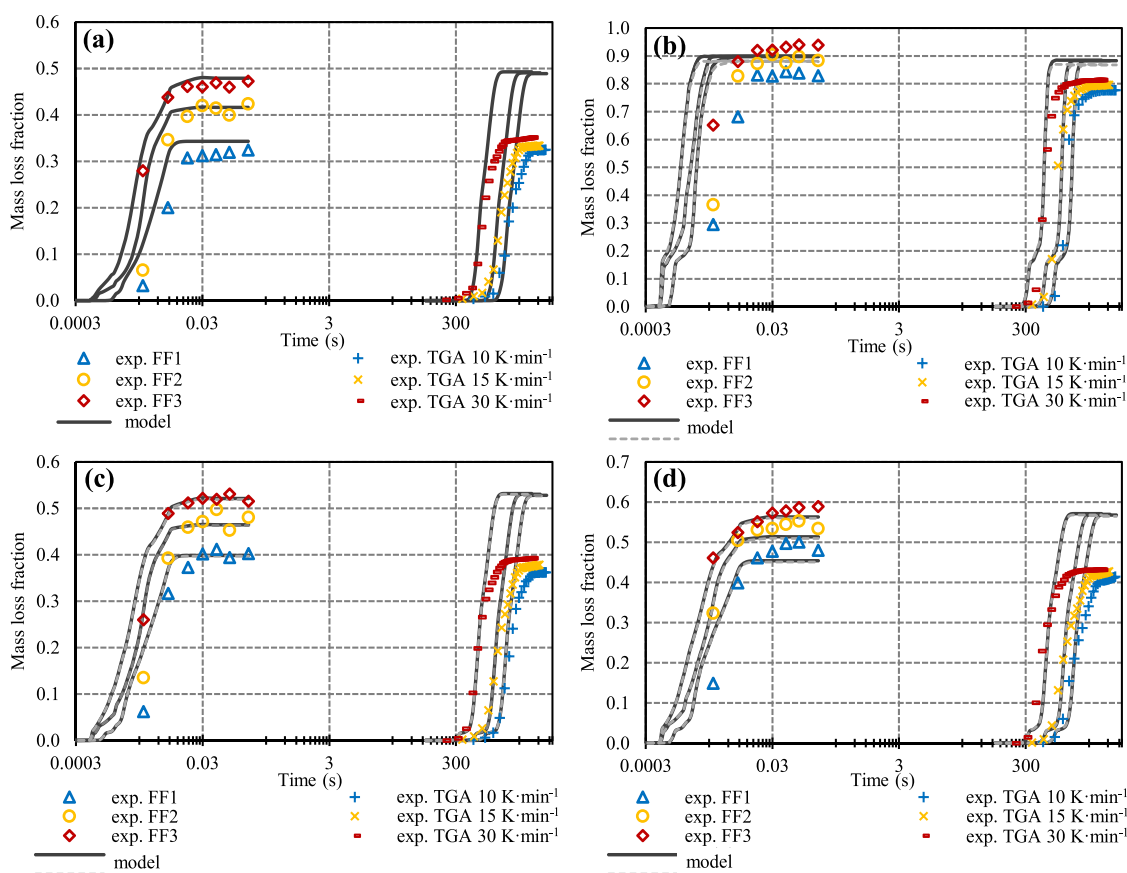 (a)
0.6
0.5
0.4
0.3
0.2
0.1
0.0
Mass loss fraction
0.0003 0.03 3 300
Time (s)
exp. FF1 exp. TGA 10 K·min-1
exp. FF2 exp. TGA 15 K·min-1
exp. FF3 exp. TGA 30 K·min-1
model
(b)
1.0
0.9
0.8
0.7
0.6
0.5
0.4
0.3
0.2
0.1
0.0
Mass loss fraction
0.0003 0.03 3 300
Time (s)
exp. FF1 exp. TGA 10 K·min-1
exp. FF2 exp. TGA 15 K·min-1
exp. FF3 exp. TGA 30 K·min-1
model
(c)
0.6
0.5
0.4
0.3
0.2
0.1
0.0
Mass loss fraction
0.0003 0.03 3 300
Time (s)
exp. FF1 exp. TGA 10 K·min-1
exp. FF2 exp. TGA 15 K·min-1
exp. FF3 exp. TGA 30 K·min-1
model
(d)
0.7
0.6
0.5
0.4
0.3
0.2
0.1
0.0
Mass loss fraction
0.0003 0.03 3 300
Time (s)
exp. FF1 exp. TGA 10 K·min-1
exp. FF2 exp. TGA 15 K·min-1
exp. FF3 exp. TGA 30 K·min-1
model